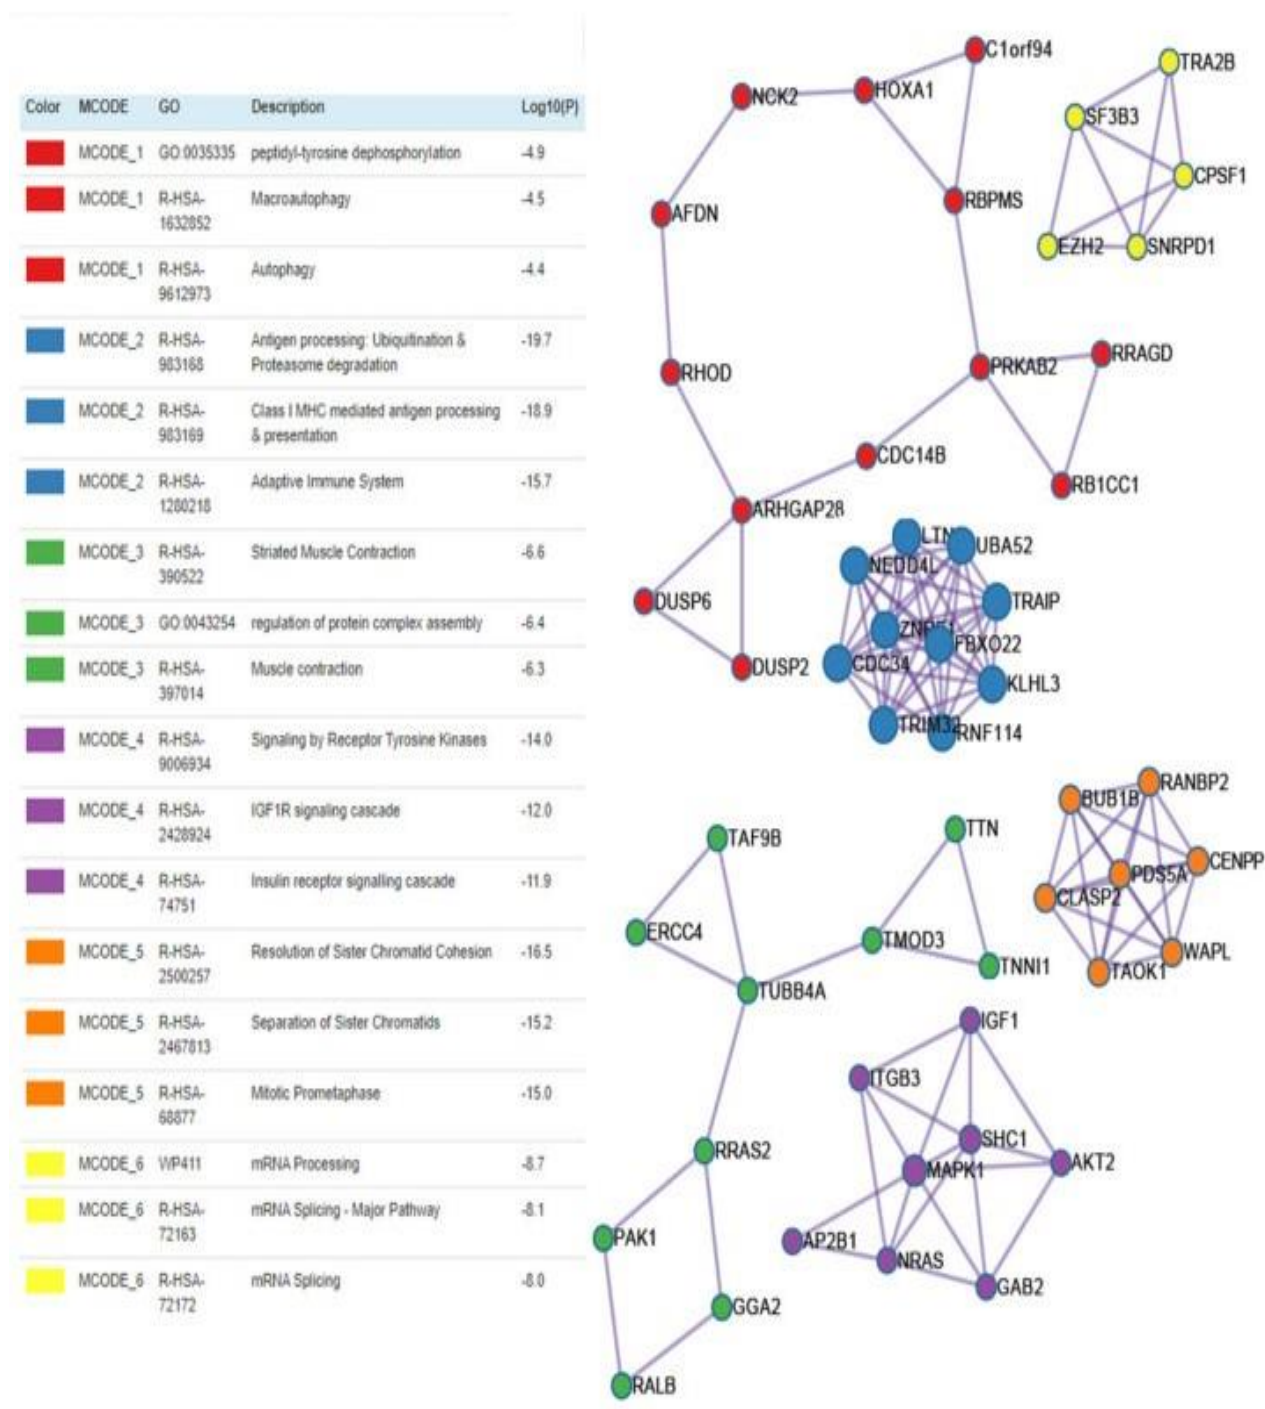 Color MCODE GO Description Log10(P)
MCODE_1 GO:0035335 peptidyl-tyrosine dephosphorylation -4.9
MCODE_1 R-HSA- Macroautophagy -4.5
1632852
MCODE_1 R-HSA- Autophagy -4.4
9612973
MCODE_2 R-HSA- Antigen processing: Ubiquitination & -19.7
983168 Proteasome degradation
MCODE_2 R-HSA- Class I MHC mediated antigen processing -18.9
983169 & presentation
MCODE_2 R-HSA- Adaptive Immune System -15.7
1280218
MCODE_3 R-HSA- Striated Muscle Contraction -6.6
390522
MCODE_3 GO:0043254 regulation of protein complex assembly -6.4
MCODE_3 R-HSA- Muscle contraction -6.3
397014
MCODE_4 R-HSA- Signaling by Receptor Tyrosine Kinases -14.0
9006934
MCODE_4 R-HSA- IGF1R signaling cascade -12.0
2428924
MCODE_4 R-HSA- Insulin receptor signalling cascade -11.9
74751
MCODE_5 R-HSA- Resolution of Sister Chromatid Cohesion -16.5
2500257
MCODE_5 R-HSA- Separation of Sister Chromatids -15.2
2467813
MCODE_5 R-HSA- Mitotic Prometaphase -15.0
68877
MCODE_6 WP411 mRNA Processing -8.7
MCODE_6 R-HSA- mRNA Splicing - Major Pathway -8.1
72163
MCODE_6 R-HSA- mRNA Splicing -8.0
72172
C1orf94
HOXA1
NCK2
RBPMS
AFDN
RHOD
PRKAB2
RRAGD
CDC14B
RB1CC1
ARHGAP28
DUSP6
DUSP2
TRA2B
SF3B3
CPSF1
EZH2
SNRPD1
UBA52
NEDD4L
TRAIP
FBXO22
CDC34
KLHL3
TRIM32
RNF114
RANBP2
BUB1B
CENPP
PDS5A
CLASP2
WAPL
TAOK1
TAF9B
TTN
ERCC4
TMOD3
TNNI1
TUBB4A
RRAS2
PAK1
GGA2
RALB
IGF1
ITGB3
SHC1
AKT2
MAPK1
AP2B1
NRAS
GAB2